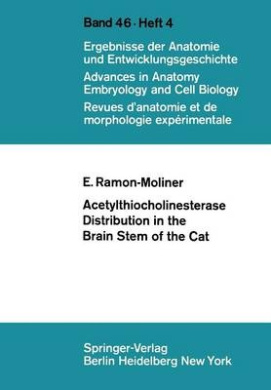 Band 46 · Heft 4
Ergebnisse der Anatomie
und Entwicklungsgeschichte
Advances in Anatomy
Embryology and Cell Biology
Revues d'anatomie et de
morphologie expérimentale
E. Ramon-Moliner
Acetylthiocholinesterase
Distribution in the
Brain Stem of the Cat
Springer-Verlag
Berlin Heidelberg New York